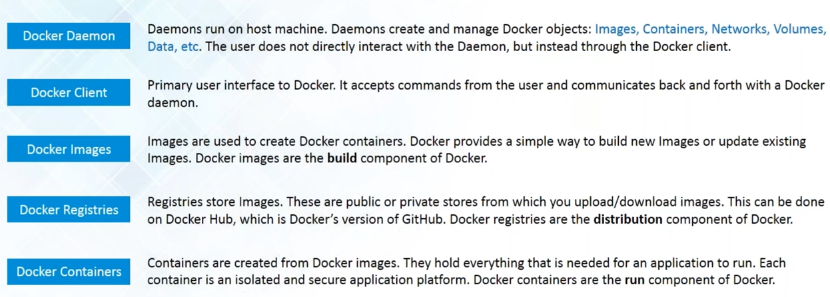 Docker Daemon
Daemons run on host machine. Daemons create and manage Docker objects: Images, Containers, Networks, Volumes,
Data, etc. The user does not directly interact with the Daemon, but instead through the Docker client.
Docker Client
Primary user interface to Docker. It accepts commands from the user and communicates back and forth with a Docker
daemon.
Docker Images
Images are used to create Docker containers. Docker provides a simple way to build new Images or update existing
Images. Docker images are the build component of Docker.
Docker Registries
Registries store Images. These are public or private stores from which you upload/download images. This can be done
on Docker Hub, which is Docker’s version of GitHub. Docker registries are the distribution component of Docker.
Docker Containers
Containers are created from Docker images. They hold everything that is needed for an application to run. Each
container is an isolated and secure application platform. Docker containers are the run component of Docker.